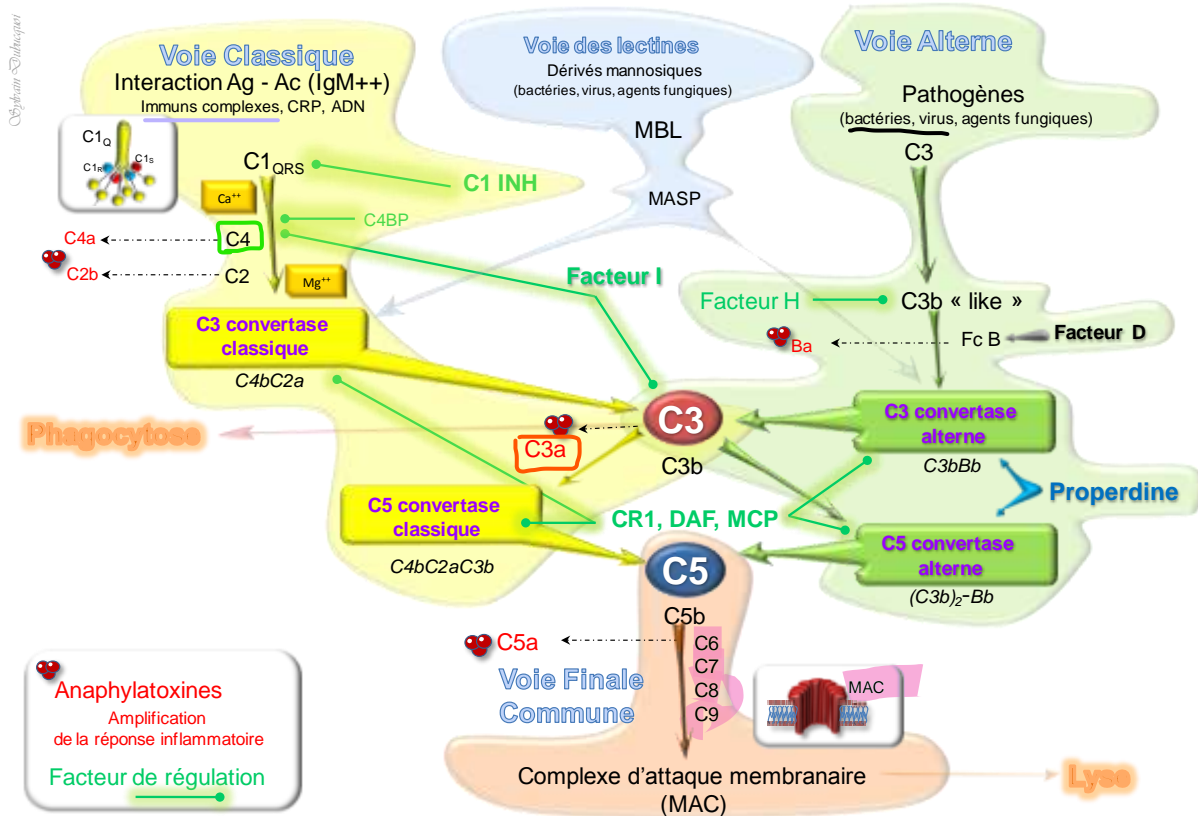 Sylvain Dubucquoi
Voie Classique
Interaction Ag - Ac (IgM++)
Immuns complexes, CRP, ADN
Voie des lectines
Dérivés mannosiques
(bactéries, virus, agents fungiques)
MBL
MASP
Voie Alterne
Pathogènes
(bactéries, virus, agents fungiques)
C3
C1Q
C1R
C1S
C1QRS
C1 INH
Ca++
C4BP
C4a
C4
C2b
C2
Mg++
Facteur I
Facteur H
C3b « like »
Ba
Fc B
Facteur D
C3 convertase
classique
C4bC2a
C3 convertase
alterne
C3bBb
Phagocytose
C3
C3a
C3b
Properdine
C5 convertase
classique
C4bC2aC3b
CR1, DAF, MCP
C5 convertase
alterne
(C3b)2-Bb
C5
C5b
C5a
C6
C7
C8
C9
Voie Finale
Commune
MAC
Complexe d'attaque membranaire
(MAC)
Lyse
Anaphylatoxines
Amplification
de la réponse inflammatoire
Facteur de régulation